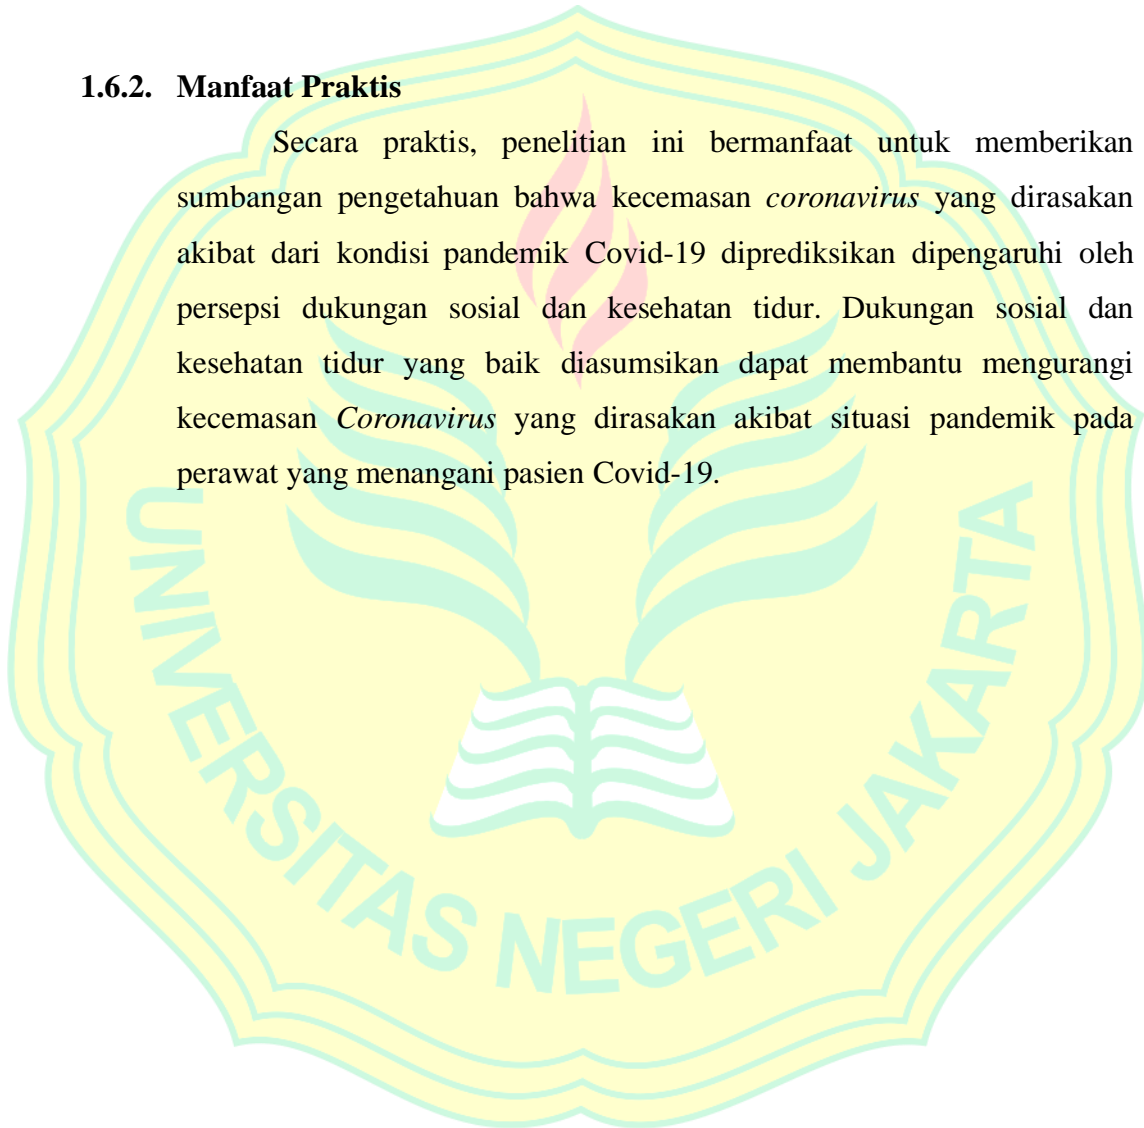 1.6.2. Manfaat Praktis
Secara praktis, penelitian ini bermanfaat untuk memberikan
sumbangan pengetahuan bahwa kecemasan coronavirus yang dirasakan
akibat dari kondisi pandemik Covid-19 diprediksikan dipengaruhi oleh
persepsi dukungan sosial dan kesehatan tidur. Dukungan sosial dan
kesehatan tidur yang baik diasumsikan dapat membantu mengurangi
kecemasan Coronavirus yang dirasakan akibat situasi pandemik pada
perawat yang menangani pasien Covid-19.
UNIVERSITAS NEGERI JAKARTA